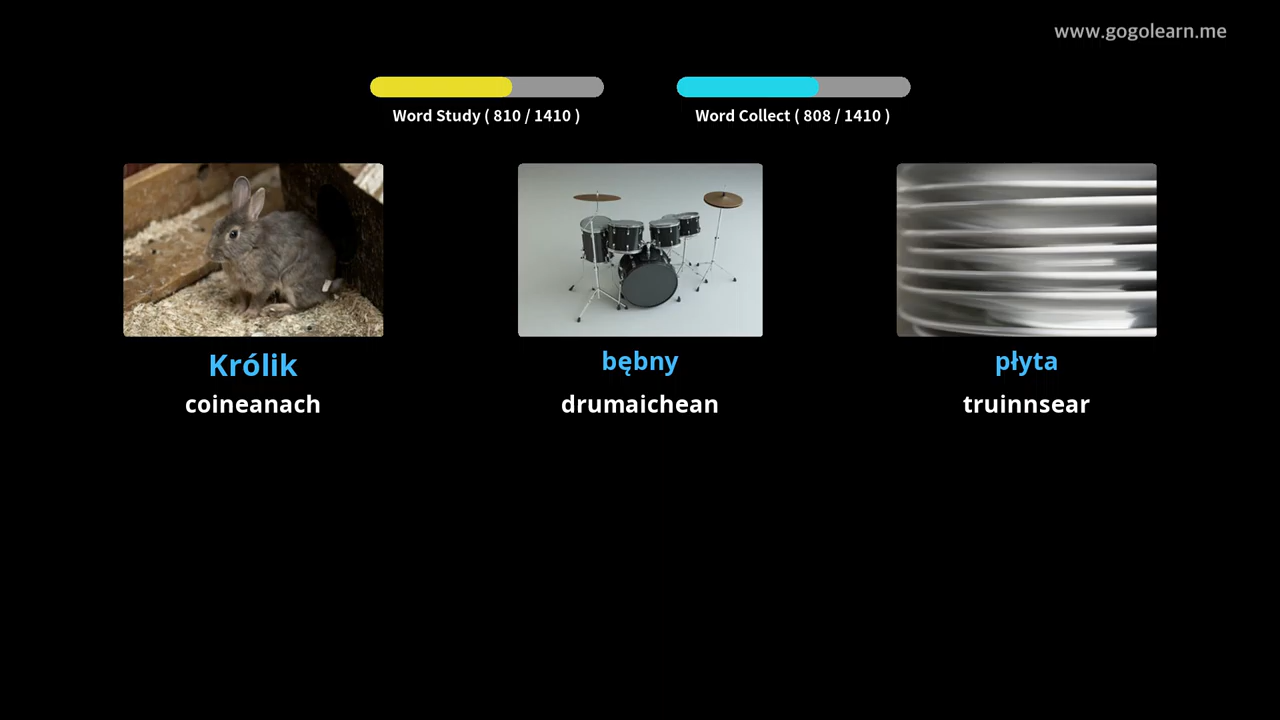 www.gogolearn.me
Word Study ( 810 / 1410 )
Word Collect ( 808 / 1410 )
Królik
bębny
płyta
coineanach
drumaichean
truinnsear